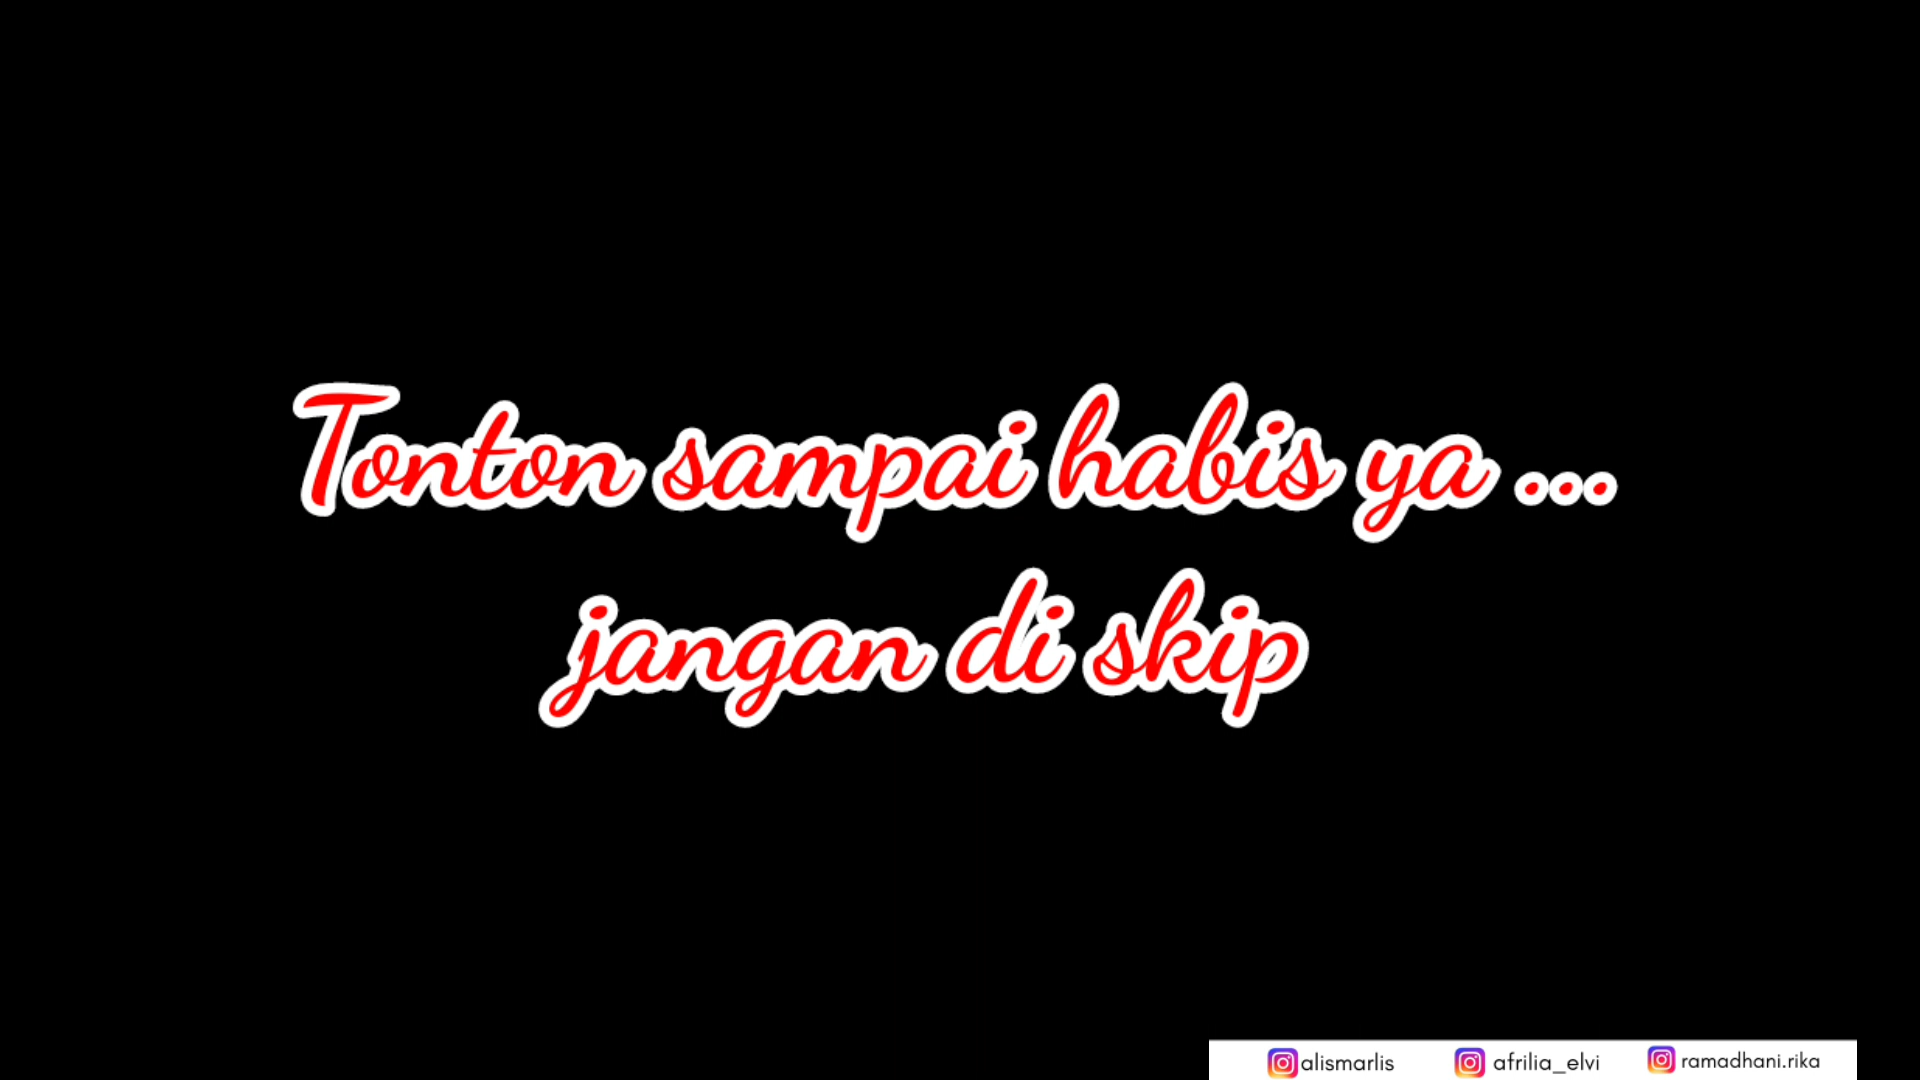 Tonton sampai habis ya ...
jangan di skip
alismarlis afrilia_elvi ramadhani.rika